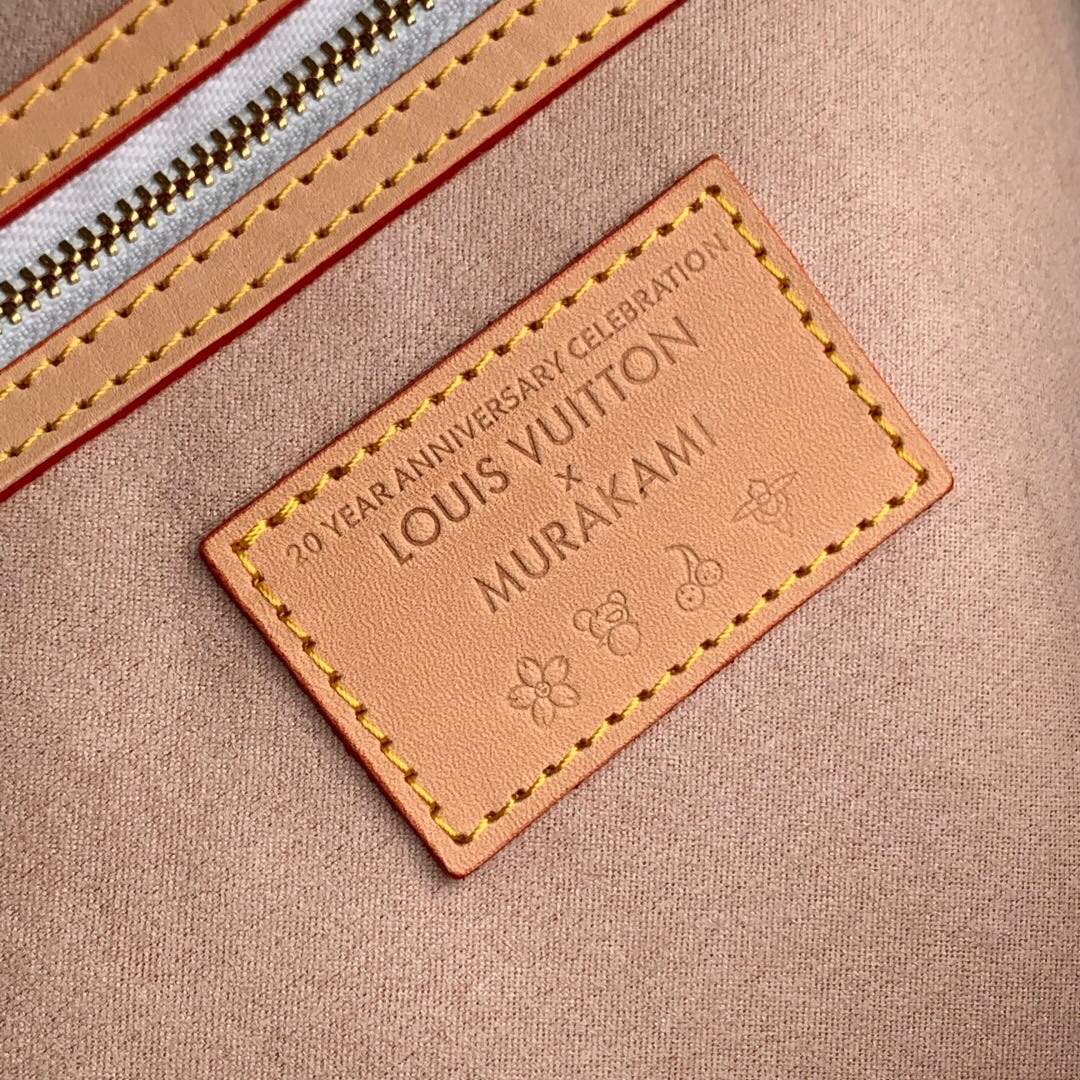 20 YEAR ANNIVERSARY CELEBRATION
LOUIS VUITTON
x
MURAKAMI